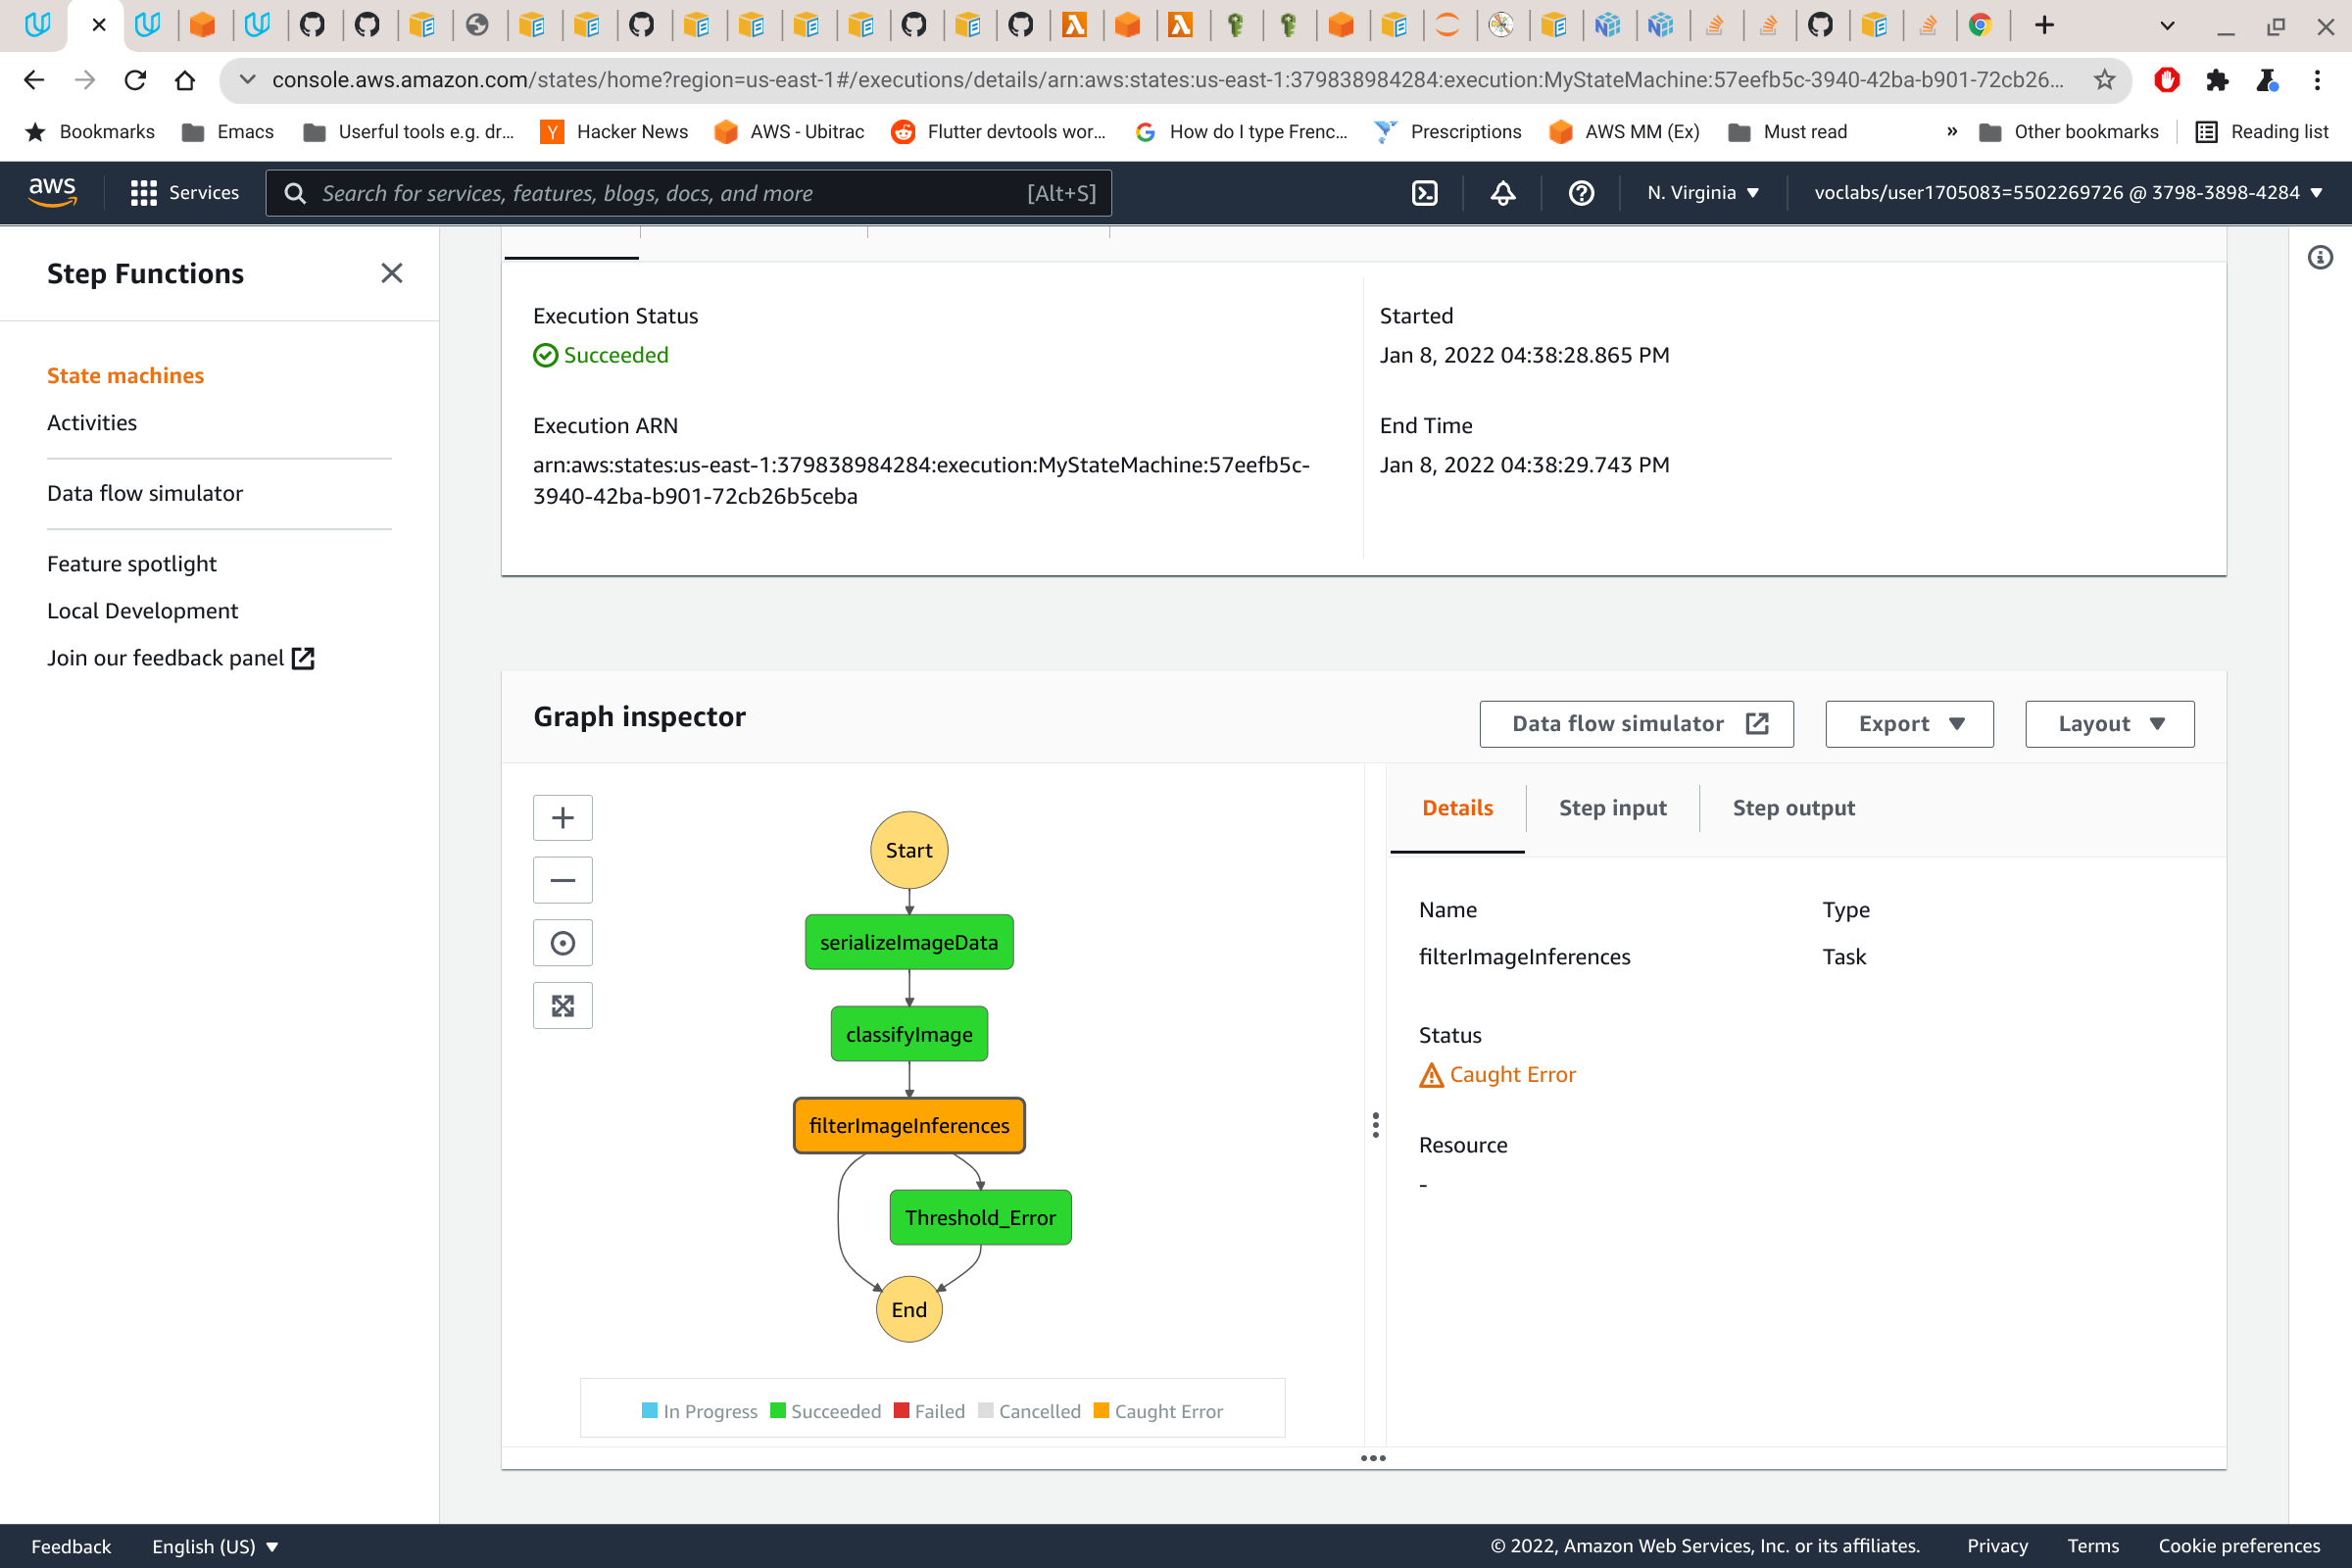 console.aws.amazon.com/states/home?region=us-east-1#/executions/details/arn:aws:states:us-east-1:379838984284:execution:MyStateMachine:57eefb5c-3940-42ba-b901-72cb26...
Bookmarks Emacs Userful tools e.g. dr... Y Hacker News AWS - Ubitrac Flutter devtools wor... G How do I type Frenc... Prescriptions AWS MM (Ex) Must read » Other bookmarks Reading list
aws Services Search for services, features, blogs, docs, and more [Alt+S] N. Virginia voclabs/user1705083=5502269726 @ 3798-3898-4284
Step Functions
State machines
Activities
Data flow simulator
Feature spotlight
Local Development
Join our feedback panel
Execution Status
Succeeded
Execution ARN
arn:aws:states:us-east-1:379838984284:execution:MyStateMachine:57eefb5c-
3940-42ba-b901-72cb26b5ceba
Started
Jan 8, 2022 04:38:28.865 PM
End Time
Jan 8, 2022 04:38:29.743 PM
Graph inspector
Data flow simulator Export Layout
Start
serializeImageData
classifyImage
filterImageInferences
Threshold_Error
End
In Progress Succeeded Failed Cancelled Caught Error
Details Step input Step output
Name Type
filterImageInferences Task
Status
Caught Error
Resource
-
Feedback English (US) © 2022, Amazon Web Services, Inc. or its affiliates. Privacy Terms Cookie preferences